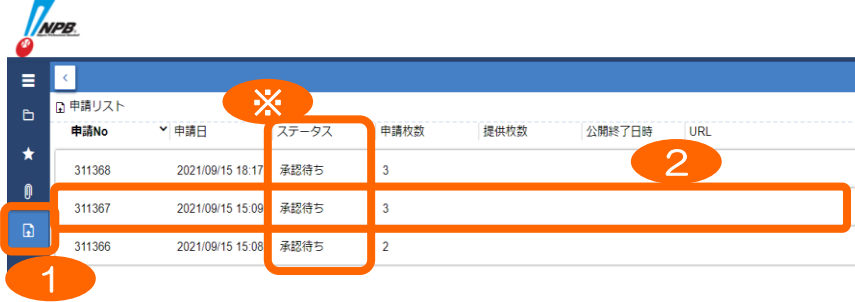 NPB
※
申請リスト
申請No 申請日 ステータス 申請枚数 提供枚数 公開終了日時 URL
2
311368 2021/09/15 18:17 承認待ち 3
311367 2021/09/15 15:09 承認待ち 3
311366 2021/09/15 15:08 承認待ち 2
1